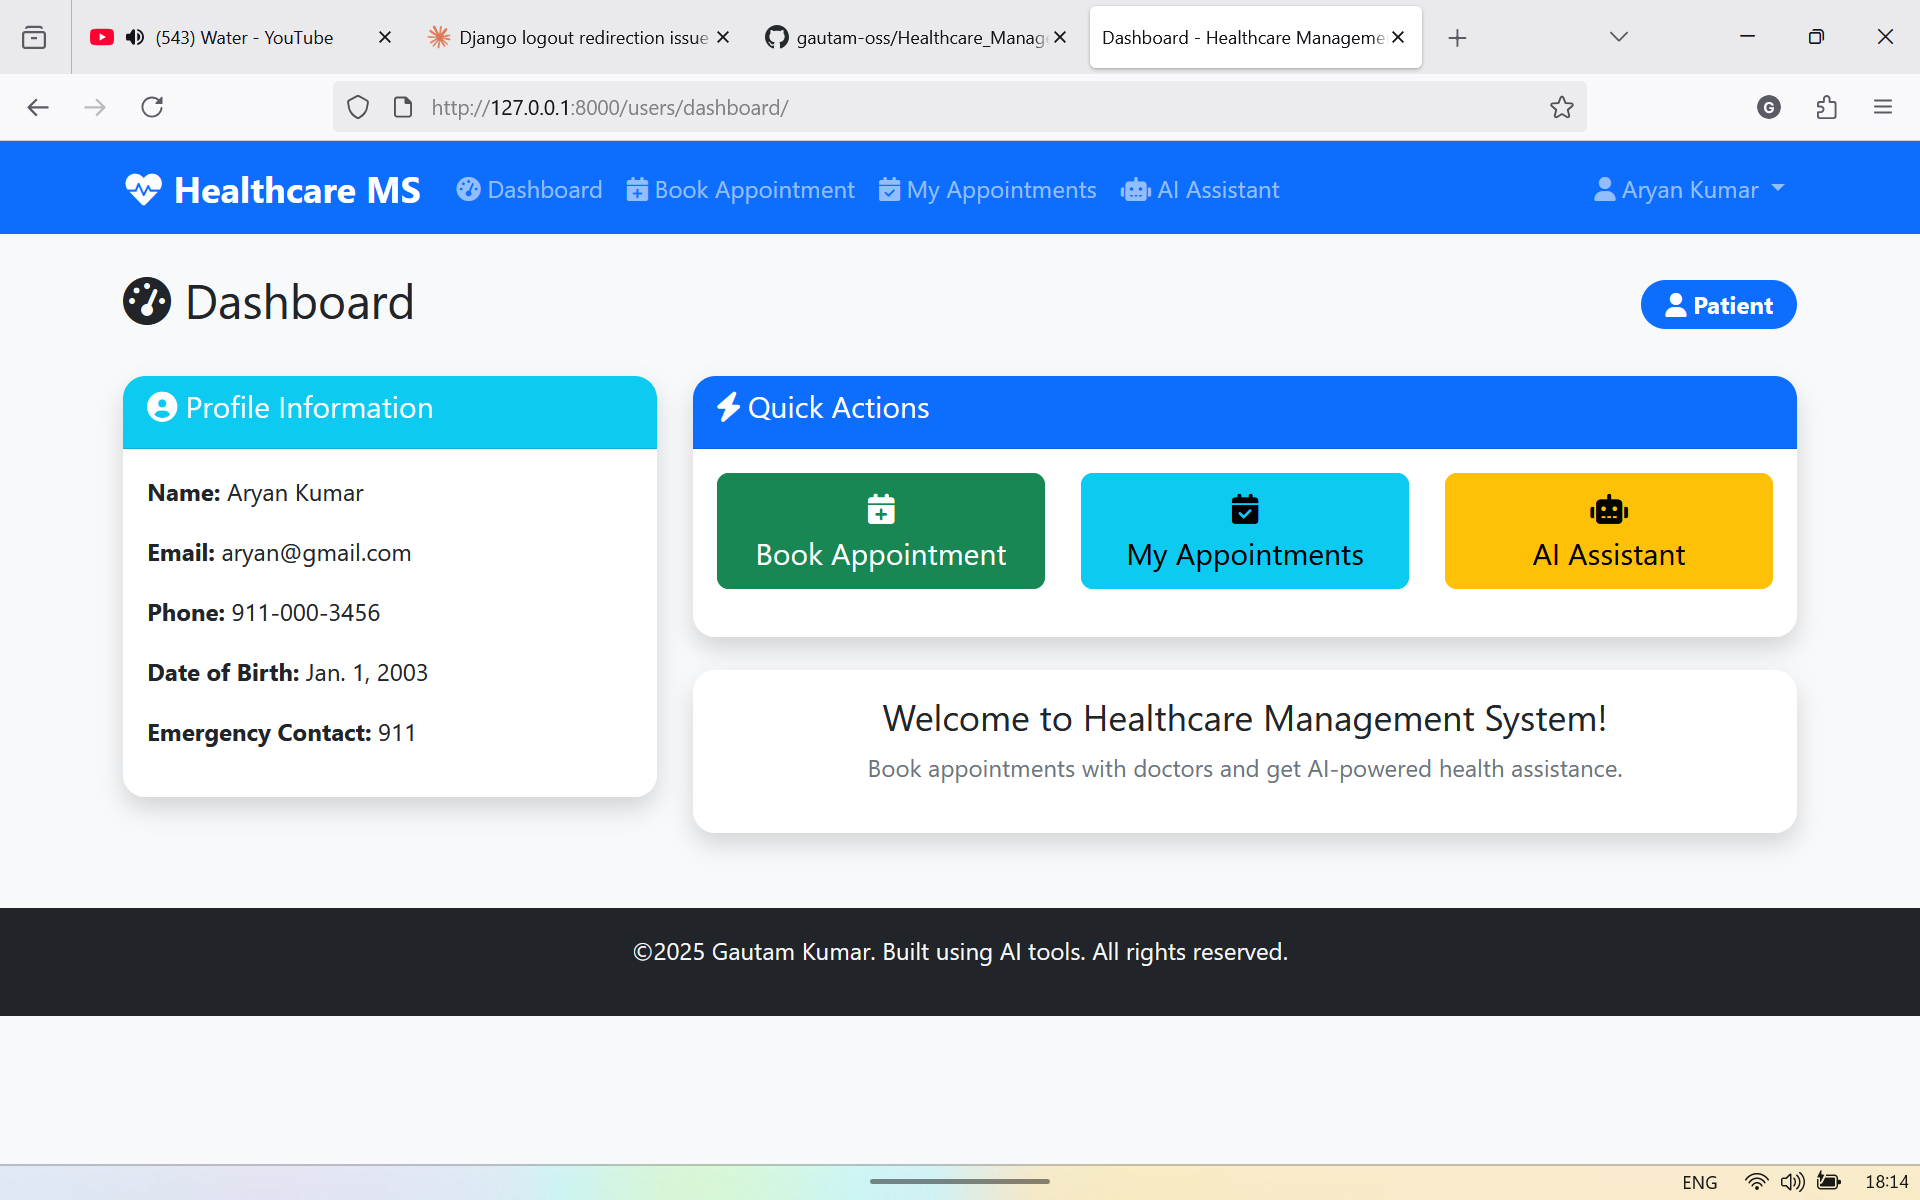 (543) Water - YouTube
Django logout redirection issue
gautam-oss/Healthcare_Manag
Dashboard - Healthcare Manageme
http://127.0.0.1:8000/users/dashboard/
G
Healthcare MS
Dashboard
Book Appointment
My Appointments
AI Assistant
Aryan Kumar
Dashboard
Patient
Profile Information
Name: Aryan Kumar
Email: aryan@gmail.com
Phone: 911-000-3456
Date of Birth: Jan. 1, 2003
Emergency Contact: 911
Quick Actions
Book Appointment
My Appointments
AI Assistant
Welcome to Healthcare Management System!
Book appointments with doctors and get AI-powered health assistance.
©2025 Gautam Kumar. Built using AI tools. All rights reserved.
ENG
18:14